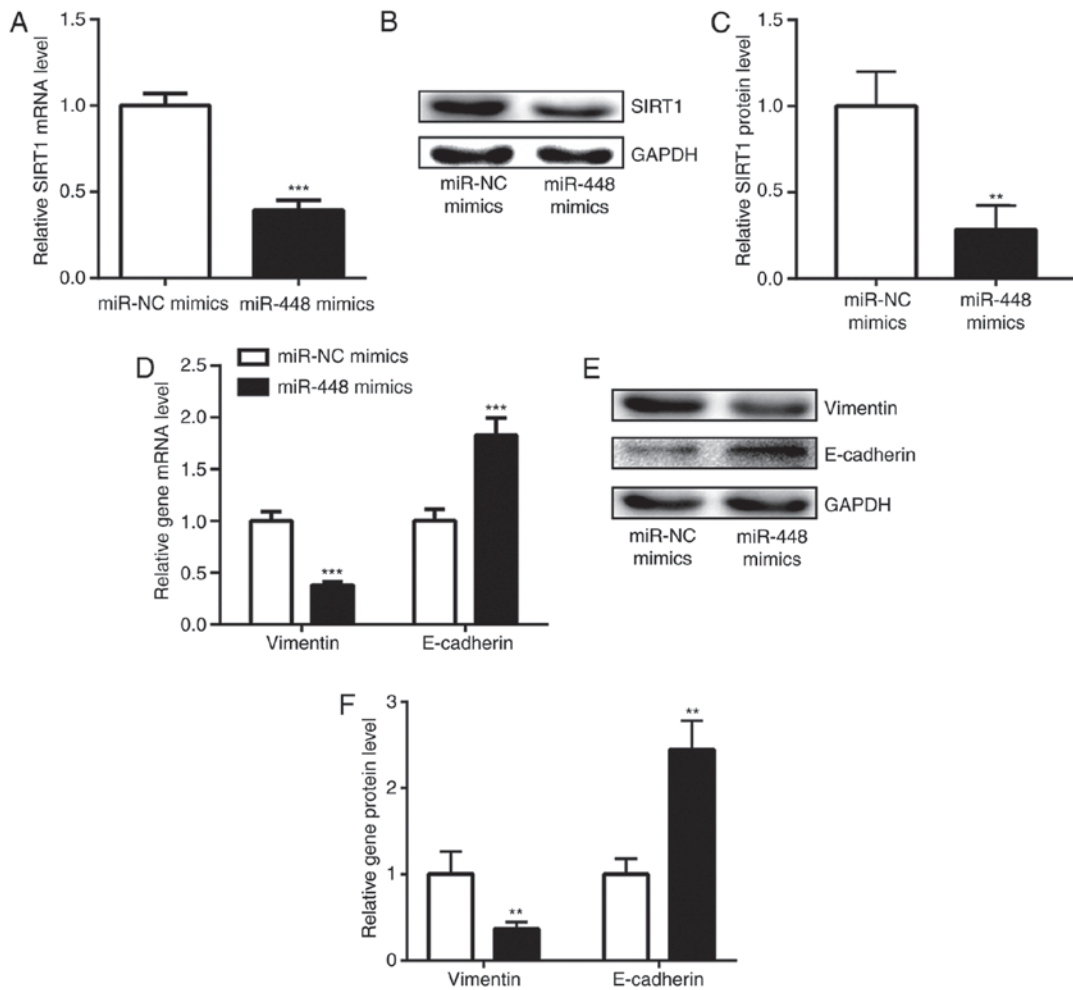 A
Relative SIRT1 mRNA level
1.5
1.0
0.5
0.0
***
miR-NC mimics
miR-448 mimics
B
SIRT1
GAPDH
miR-NC
mimics
miR-448
mimics
C
Relative SIRT1 protein level
1.5
1.0
0.5
0.0
**
miR-NC
mimics
miR-448
mimics
D
miR-NC mimics
miR-448 mimics
Relative gene mRNA level
2.5
2.0
1.5
1.0
0.5
0.0
***
***
Vimentin
E-cadherin
E
Vimentin
E-cadherin
GAPDH
miR-NC
mimics
miR-448
mimics
F
Relative gene protein level
3
2
1
0
**
**
Vimentin
E-cadherin